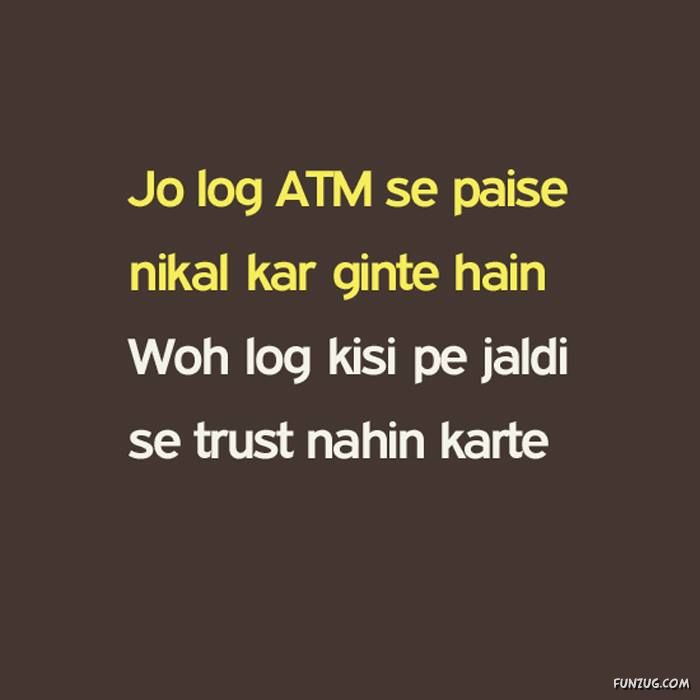 Jo log ATM se paise
nikal kar ginte hain
Woh log kisi pe jaldi
se trust nahin karte
FUNZUG.COM